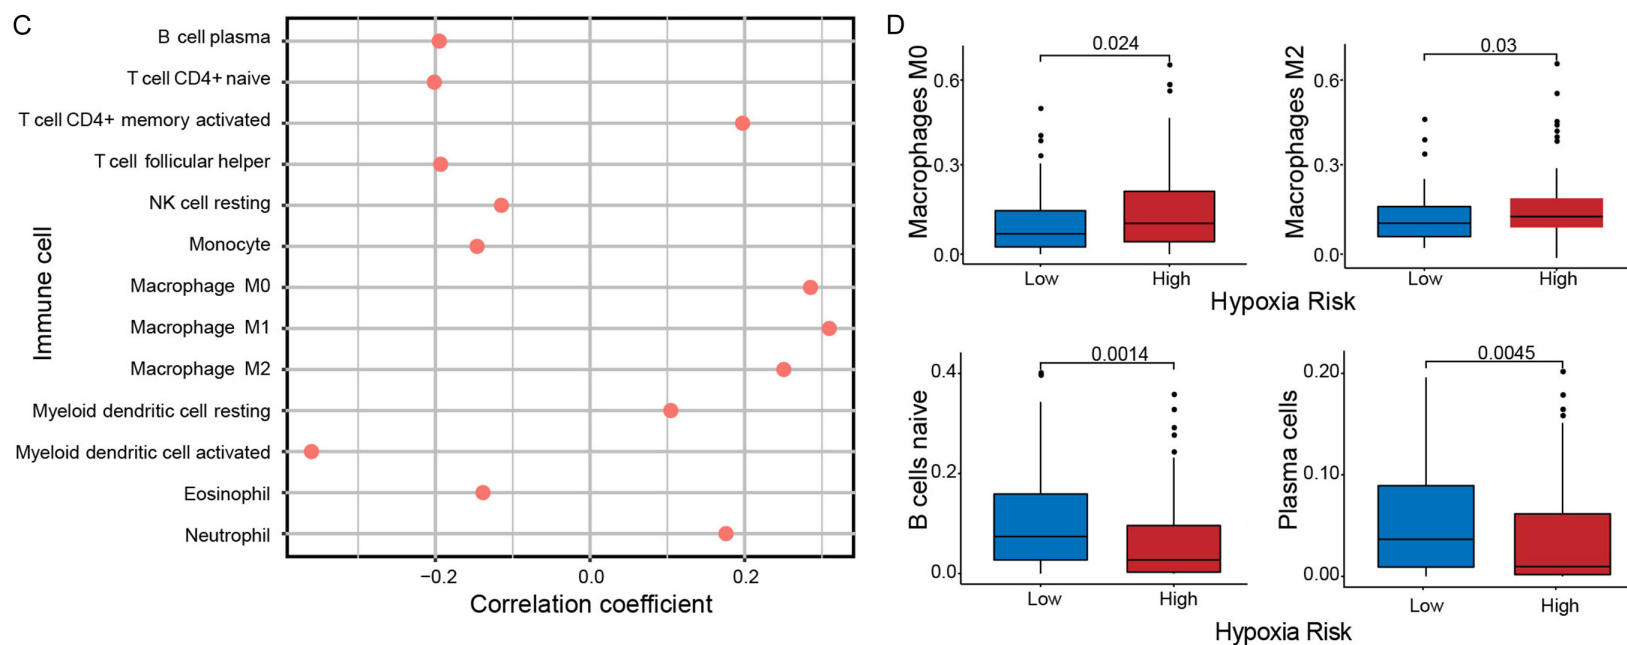 C
B cell plasma
T cell CD4+ naive
T cell CD4+ memory activated
T cell follicular helper
NK cell resting
Monocyte
Macrophage M0
Macrophage M1
Macrophage M2
Myeloid dendritic cell resting
Myeloid dendritic cell activated
Eosinophil
Neutrophil
Immune cell
−0.2 0.0 0.2
Correlation coefficient
D
Macrophages M0
0.6
0.3
0.0
0.024
Low High
Macrophages M2
0.6
0.3
0.0
0.03
Low High
Hypoxia Risk
B cells naive
0.4
0.2
0.0
0.0014
Low High
Plasma cells
0.20
0.10
0.00
0.0045
Low High
Hypoxia Risk